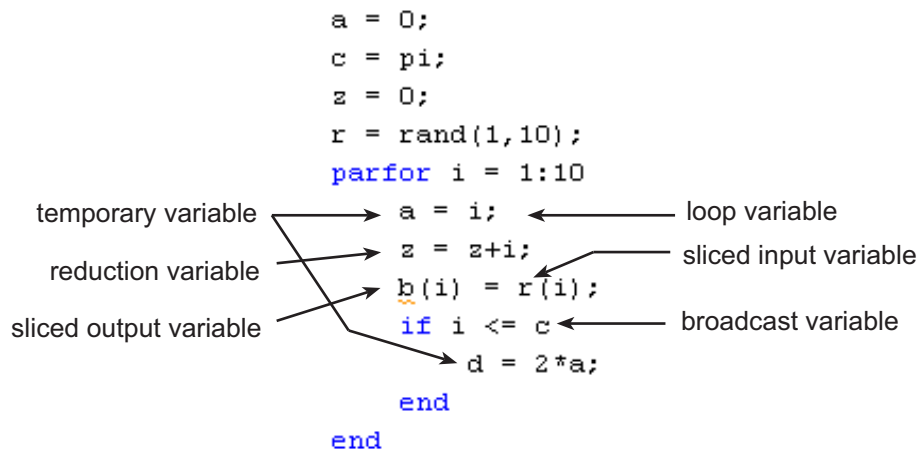 a = 0;
c = pi;
z = 0;
r = rand(1,10);
parfor i = 1:10
temporary variable a = i; loop variable
z = z+i;
reduction variable sliced input variable
b(i) = r(i);
sliced output variable if i <= c broadcast variable
d = 2*a;
end
end